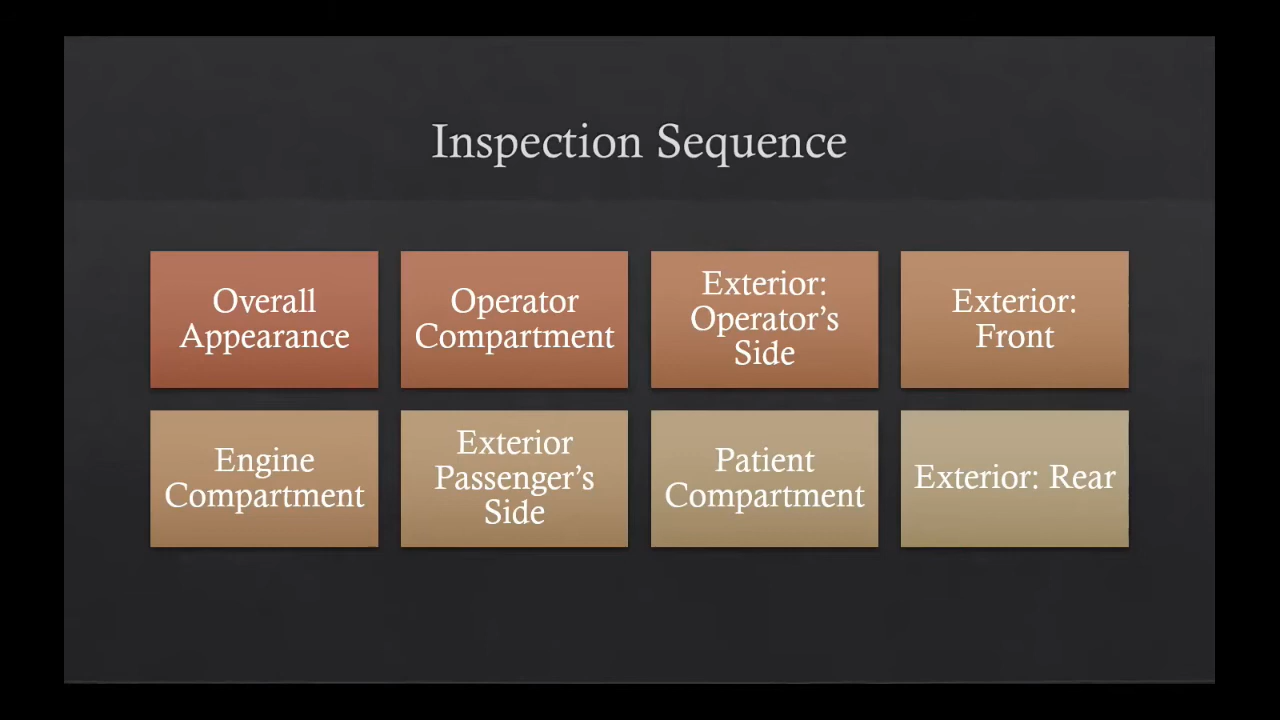 Inspection Sequence
Overall
Appearance
Operator
Compartment
Exterior:
Operator’s
Side
Exterior:
Front
Engine
Compartment
Exterior
Passenger’s
Side
Patient
Compartment
Exterior: Rear